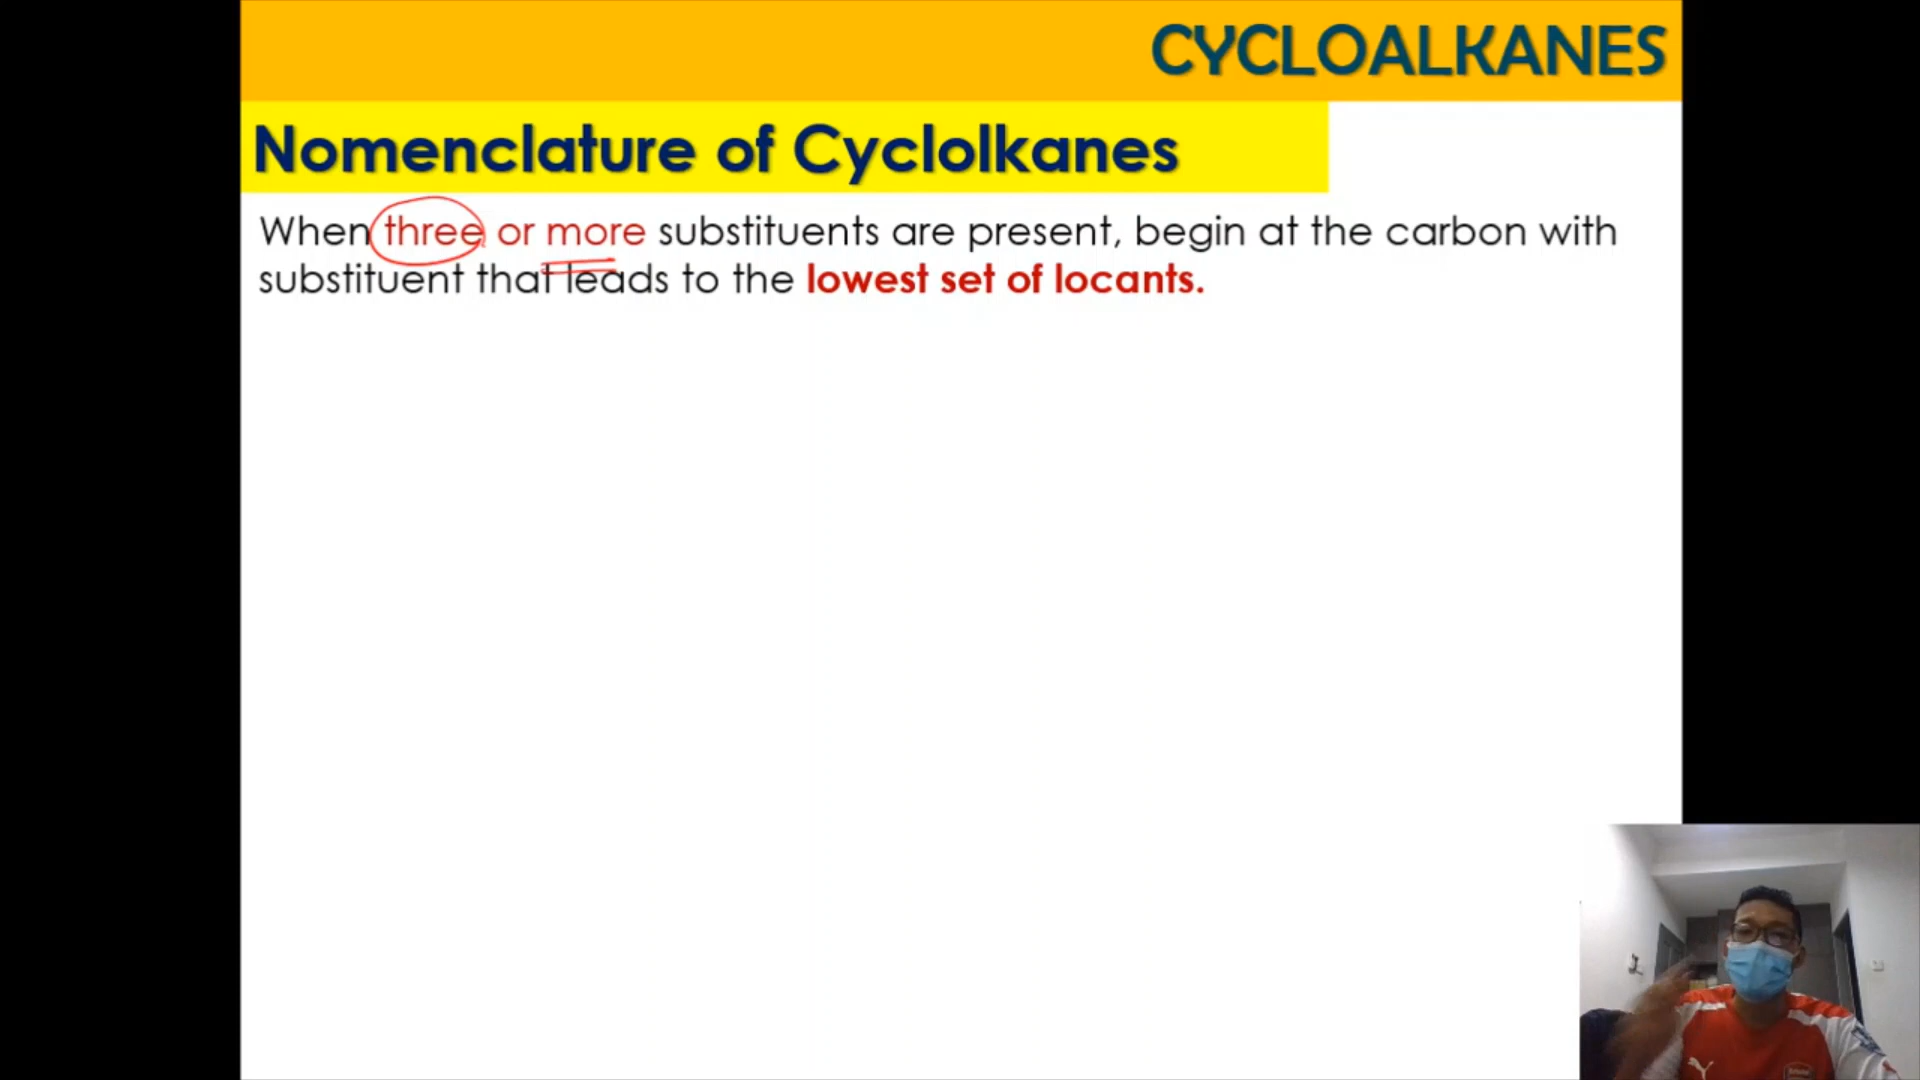 CYCLOALKANES
Nomenclature of Cyclolkanes
When three or more substituents are present, begin at the carbon with
substituent that leads to the lowest set of locants.